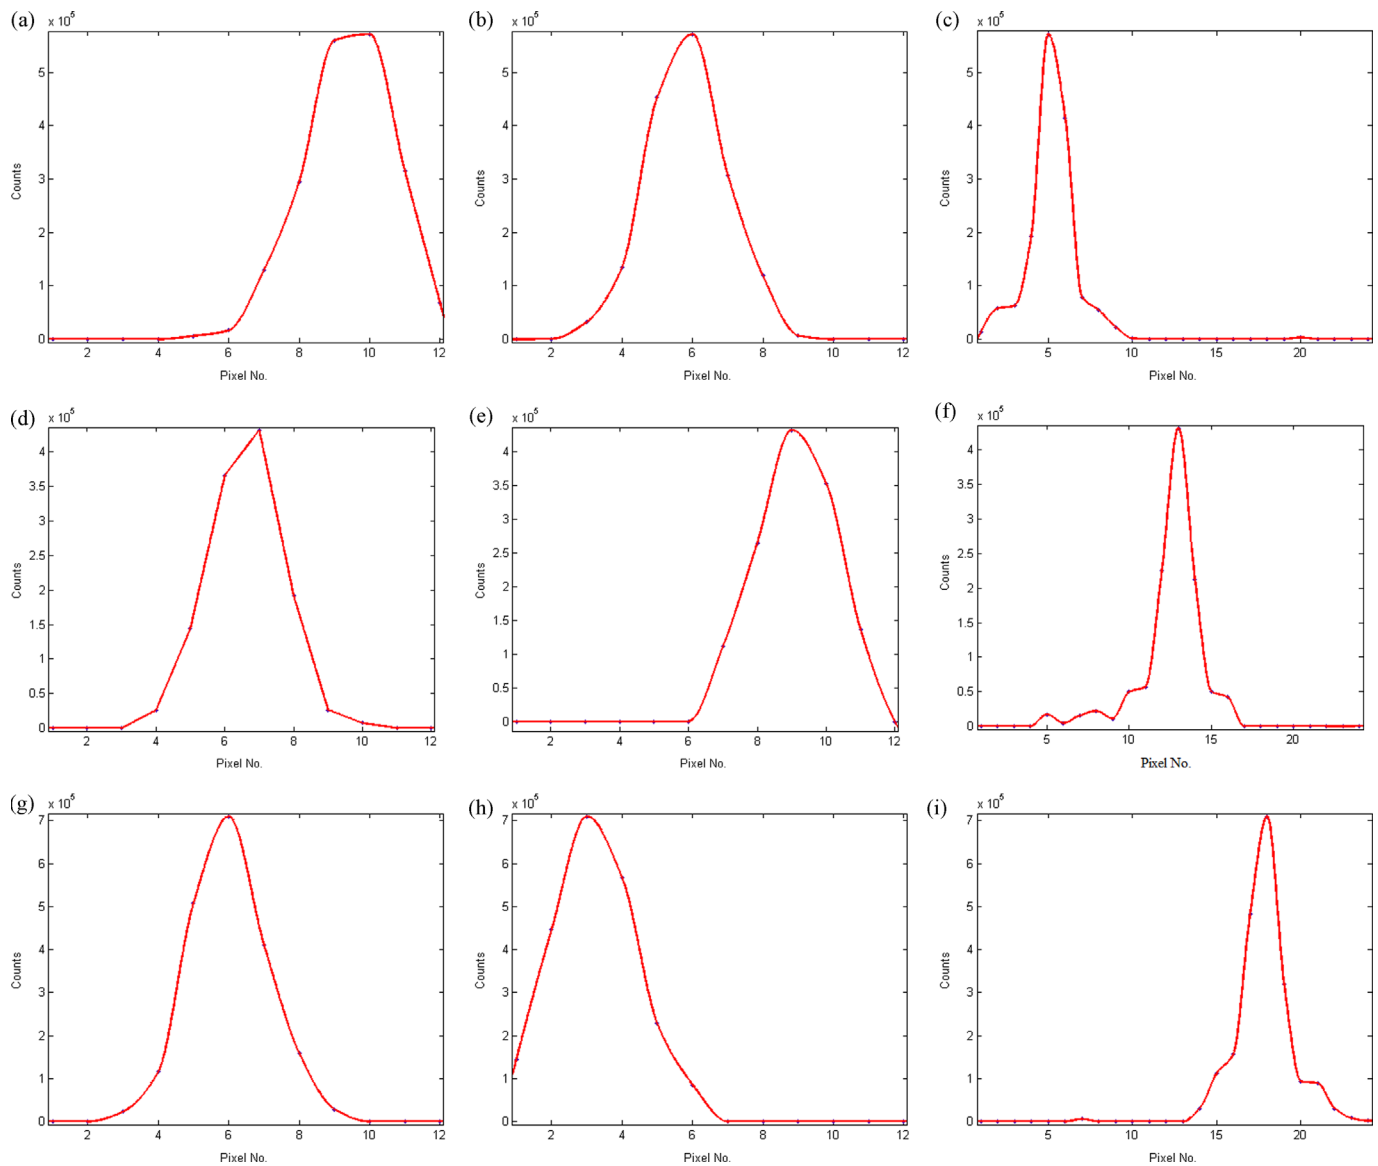 (a) x 10^5 (b) x 10^5 (c) x 10^5
5 5 5
4 4 4
Counts Counts Counts
3 3 3
2 2 2
1 1 1
0 0 0
2 4 6 8 10 12 2 4 6 8 10 12 5 10 15 20
Pixel No. Pixel No. Pixel No.
(d) x 10^5 (e) x 10^5 (f) x 10^5
4 4 4
3.5 3.5 3.5
3 3 3
2.5 2.5 2.5
Counts Counts Counts
2 2 2
1.5 1.5 1.5
1 1 1
0.5 0.5 0.5
0 0 0
2 4 6 8 10 12 2 4 6 8 10 12 5 10 15 20
Pixel No. Pixel No. Pixel No.
(g) x 10^5 (h) x 10^5 (i) x 10^5
7 7 7
6 6 6
5 5 5
4 4 4
Counts Counts Counts
3 3 3
2 2 2
1 1 1
0 0 0
2 4 6 8 10 12 2 4 6 8 10 12 5 10 15 20
Pixel No. Pixel No. Pixel No.